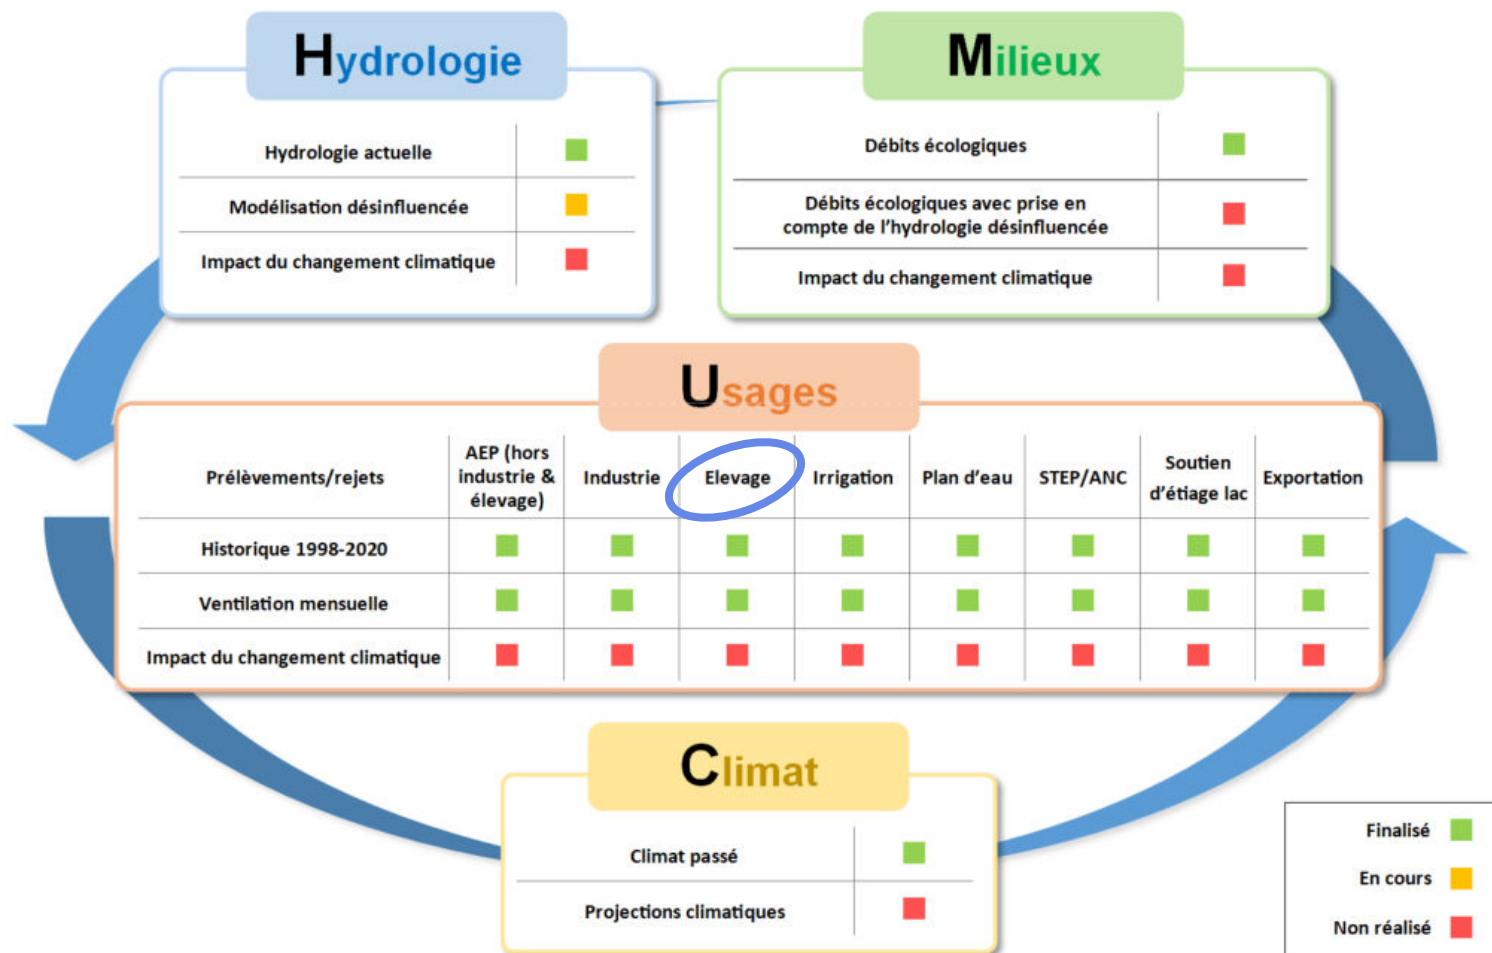 Hydrologie
Hydrologie actuelle
Modélisation désinfluencée
Impact du changement climatique
Milieux
Débits écologiques
Débits écologiques avec prise en
compte de l'hydrologie désinfluencée
Impact du changement climatique
Usages
Prélèvements/rejets
AEP (hors
industrie &
élevage)
Industrie
Elevage
Irrigation
Plan d'eau
STEP/ANC
Soutien
d'étiage lac
Exportation
Historique 1998-2020
Ventilation mensuelle
Impact du changement climatique
Climat
Climat passé
Projections climatiques
Finalisé
En cours
Non réalisé